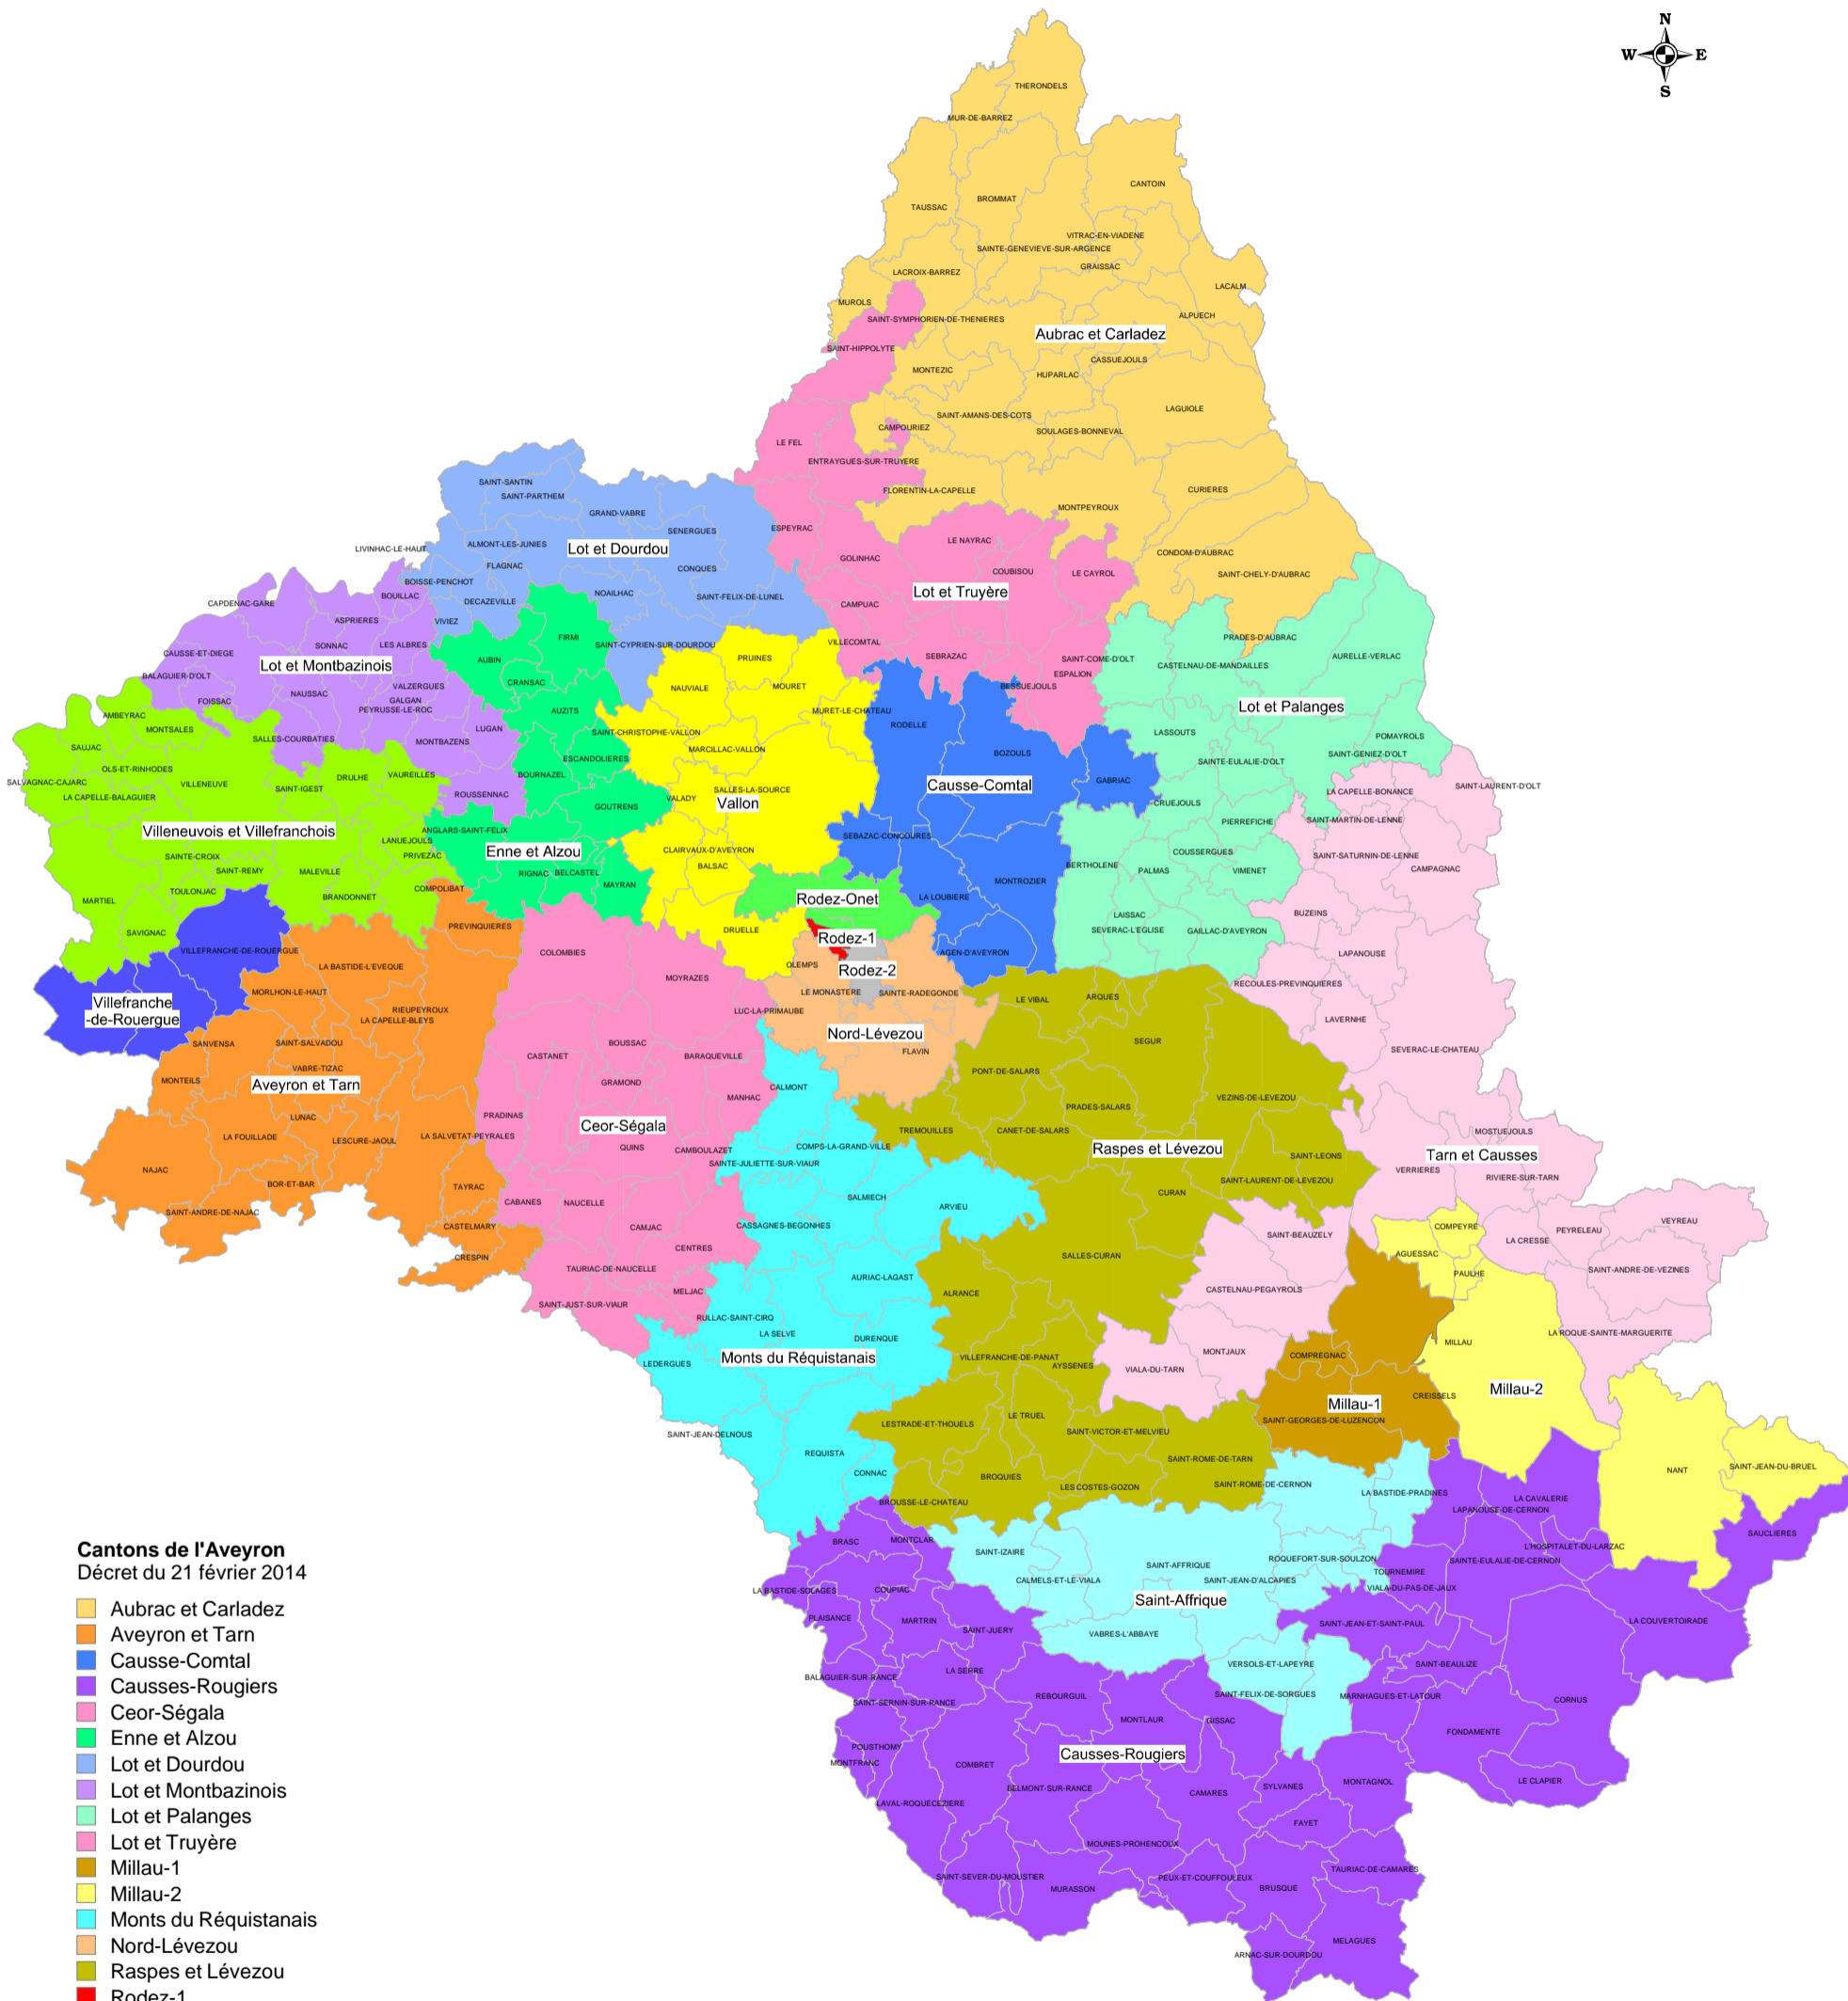 N
W E
S
THERONDELS
MUR-DE-BARREZ
CANTOIN
BROMMAT
TAUSSAC
VITRAC-EN-VIADENE
SAINTE-GENEVIEVE-SUR-ARGENCE
GRAISSAC
LACROIX-BARREZ
LACALM
MUROLS
ALPUECH
SAINT-SYMPHORIEN-DE-THENIERES
Aubrac et Carladez
SAINT-HIPPOLYTE
CASSUEJOULS
MONTEZIC
HUPARLAC
LAGUIOLE
SAINT-AMANS-DES-COTS
CAMPOURIEZ
SOULAGES-BONNEVAL
LE FEL
ENTRAYGUES-SUR-TRUYERE
SAINT-SANTIN
FLORENTIN-LA-CAPELLE
CURIERES
SAINT-PARTHEM
MONTPEYROUX
GRAND-VABRE
SENERGUES
ESPEYRAC
LE NAYRAC
LIVINHAC-LE-HAUT
ALMONT-LES-JUNIES
Lot et Dourdou
CONDOM-D'AUBRAC
GOLINHAC
FLAGNAC
CONQUES
COUBISOU
LE CAYROL
SAINT-CHELY-D'AUBRAC
BOISSE-PENCHOT
Lot et Truyère
NOAILHAC
BOUILLAC
SAINT-FELIX-DE-LUNEL
CAPDENAC-GARE
DECAZEVILLE
CAMPUAC
ASPRIERES
VIVIEZ
FIRMI
PRADES-D'AUBRAC
SONNAC
LES ALBRES
SAINT-CYPRIEN-SUR-DOURDOU
VILLECOMTAL
CAUSSE-ET-DIEGE
Lot et Montbazinois
AUBIN
PRUINES
SEBRAZAC
SAINT-COME-D'OLT
CASTELNAU-DE-MANDAILLES
AURELLE-VERLAC
BALAGUIER-D'OLT
ESPALION
CRANSAC
NAUVIALE
MOURET
BESSUEJOULS
VALZERGUES
NAUSSAC
FOISSAC
GALGAN
PEYRUSSE-LE-ROC
AUZITS
MURET-LE-CHATEAU
Lot et Palanges
AMBEYRAC
RODELLE
MONTSALES
LUGAN
SAINT-CHRISTOPHE-VALLON
LASSOUTS
POMAYROLS
SALLES-COURBATIES
MONTBAZENS
SAUJAC
MARCILLAC-VALLON
BOZOULS
SAINT-GENIEZ-D'OLT
ESCANDOLIERES
SAINTE-EULALIE-D'OLT
OLS-ET-RINHODES
BOURNAZEL
VAUREILLES
DRULHE
SALVAGNAC-CAJARC
VILLENEUVE
Causse-Comtal
GABRIAC
SAINT-LAURENT-D'OLT
SAINT-IGEST
SALLES-LA-SOURCE
LA CAPELLE-BONANCE
ROUSSENNAC
LA CAPELLE-BALAGUIER
VALADY
Vallon
CRUEJOULS
GOUTRENS
SAINT-MARTIN-DE-LENNE
PIERREFICHE
Villeneuvois et Villefranchois
ANGLARS-SAINT-FELIX
SEBAZAC-CONCOURES
LANUEJOULS
Enne et Alzou
CLAIRVAUX-D'AVEYRON
COUSSERGUES
SAINT-SATURNIN-DE-LENNE
SAINTE-CROIX
PRIVEZAC
BERTHOLENE
BALSAC
SAINT-REMY
MALEVILLE
RIGNAC
BELCASTEL
PALMAS
VIMENET
CAMPAGNAC
MAYRAN
MONTROZIER
TOULONJAC
COMPOLIBAT
BRANDONNET
Rodez-Onet
LA LOUBIERE
MARTIEL
BUZEINS
LAISSAC
PREVINQUIERES
SAVIGNAC
DRUELLE
SEVERAC-L'EGLISE
GAILLAC-D'AVEYRON
Rodez-1
VILLEFRANCHE-DE-ROUERGUE
COLOMBIES
AGEN-D'AVEYRON
LAPANOUSE
OLEMPS
Rodez-2
LA BASTIDE-L'EVEQUE
MOYRAZES
RECOULES-PREVINQUIERES
MORLHON-LE-HAUT
LE MONASTERE
SAINTE-RADEGONDE
ARQUES
LE VIBAL
Villefranche
-de-Rouergue
RIEUPEYROUX
LUC-LA-PRIMAUBE
LA CAPELLE-BLEYS
LAVERNHE
Nord-Lévezou
SANVENSA
SAINT-SALVADOU
BOUSSAC
SEGUR
FLAVIN
SEVERAC-LE-CHATEAU
CASTANET
BARAQUEVILLE
VABRE-TIZAC
PONT-DE-SALARS
MONTEILS
Aveyron et Tarn
GRAMOND
CALMONT
MANHAC
VEZINS-DE-LEVEZOU
PRADES-SALARS
LUNAC
PRADINAS
Ceor-Ségala
LA FOUILLADE
LESCURE-JAOUL
LA SALVETAT-PEYRALES
TREMOUILLES
CANET-DE-SALARS
MOSTUEJOULS
QUINS
CAMBOULAZET
COMPS-LA-GRAND-VILLE
Raspes et Lévezou
Tarn et Causses
NAJAC
SAINTE-JULIETTE-SUR-VIAUR
SAINT-LEONS
VERRIERES
RIVIERE-SUR-TARN
BOR-ET-BAR
TAYRAC
SAINT-LAURENT-DE-LEVEZOU
CURAN
SALMIECH
CABANES
NAUCELLE
ARVIEU
SAINT-ANDRE-DE-NAJAC
CASTELMARY
CAMJAC
CASSAGNES-BEGONHES
COMPEYRE
VEYREAU
PEYRELEAU
SAINT-BEAUZELY
LA CRESSE
CENTRES
CRESPIN
SALLES-CURAN
AGUESSAC
TAURIAC-DE-NAUCELLE
AURIAC-LAGAST
PAULHE
SAINT-ANDRE-DE-VEZINES
MELJAC
ALRANCE
CASTELNAU-PEGAYROLS
SAINT-JUST-SUR-VIAUR
RULLAC-SAINT-CIRQ
LA SELVE
DURENQUE
LA ROQUE-SAINTE-MARGUERITE
MILLAU
MONTJAUX
LEDERGUES
Monts du Réquistanais
VILLEFRANCHE-DE-PANAT
COMPREGNAC
AYSSENES
VIALA-DU-TARN
Millau-2
CREISSELS
Millau-1
LE TRUEL
SAINT-GEORGES-DE-LUZENCON
LESTRADE-ET-THOUELS
SAINT-VICTOR-ET-MELVIEU
SAINT-JEAN-DELNOUS
REQUISTA
SAINT-ROME-DE-TARN
SAINT-JEAN-DU-BRUEL
NANT
CONNAC
BROQUIES
SAINT-ROME-DE-CERNON
LES COSTES-GOZON
LA BASTIDE-PRADINES
LA CAVALERIE
BROUSSE-LE-CHATEAU
LAPANOUSE-DE-CERNON
SAUCLIERES
BRASC
MONTCLAR
L'HOSPITALET-DU-LARZAC
SAINT-IZAIRE
SAINT-AFFRIQUE
ROQUEFORT-SUR-SOULZON
SAINTE-EULALIE-DE-CERNON
TOURNEMIRE
CALMELS-ET-LE-VIALA
SAINT-JEAN-D'ALCAPIES
VIALA-DU-PAS-DE-JAUX
LA BASTIDE-SOLAGES
COUPIAC
Saint-Affrique
PLAISANCE
MARTRIN
SAINT-JEAN-ET-SAINT-PAUL
LA COUVERTOIRADE
SAINT-JUERY
VABRES-L'ABBAYE
VERSOLS-ET-LAPEYRE
SAINT-BEAULIZE
LA SERRE
BALAGUIER-SUR-RANCE
REBOURGUIL
SAINT-FELIX-DE-SORGUES
MARNHAGUES-ET-LATOUR
CORNUS
SAINT-SERNIN-SUR-RANCE
MONTLAUR
GISSAC
FONDAMENTE
POUSTHOMY
Causses-Rougiers
MONTFRANC
COMBRET
LE CLAPIER
MONTAGNOL
BELMONT-SUR-RANCE
SYLVANES
CAMARES
LAVAL-ROQUECEZIERE
FAYET
MOUNES-PROHENCOUX
TAURIAC-DE-CAMARES
SAINT-SEVER-DU-MOUSTIER
PEUX-ET-COUFFOULEUX
MURASSON
BRUSQUE
MELAGUES
ARNAC-SUR-DOURDOU
Cantons de l'Aveyron
Décret du 21 février 2014
Aubrac et Carladez
Aveyron et Tarn
Causse-Comtal
Causses-Rougiers
Ceor-Ségala
Enne et Alzou
Lot et Dourdou
Lot et Montbazinois
Lot et Palanges
Lot et Truyère
Millau-1
Millau-2
Monts du Réquistanais
Nord-Lévezou
Raspes et Lévezou
Rodez-1